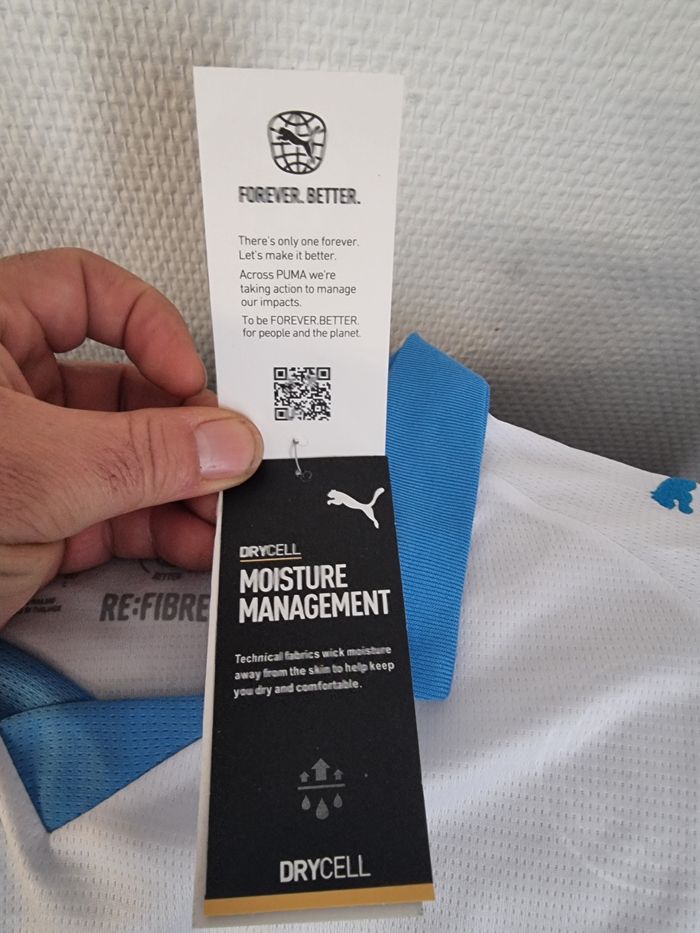 FOREVER. BETTER.
There's only one forever.
Let's make it better.
Across PUMA we're
taking action to manage
our impacts.
To be FOREVER.BETTER.
for people and the planet.
DRYCELL
MOISTURE
MANAGEMENT
Technical fabrics wick moisture
away from the skin to help keep
you dry and comfortable.
DRYCELL
BETTER
RE:FIBRE